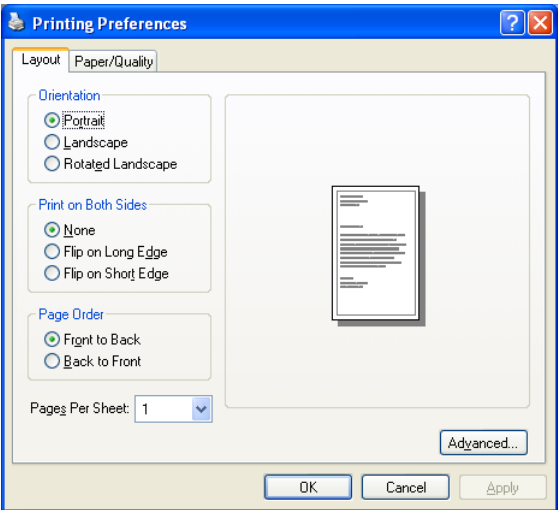 Printing Preferences
Layout
Paper/Quality
Orientation
Portrait
Landscape
Rotated Landscape
Print on Both Sides
None
Flip on Long Edge
Flip on Short Edge
Page Order
Front to Back
Back to Front
Pages Per Sheet: 1
Advanced...
OK
Cancel
Apply